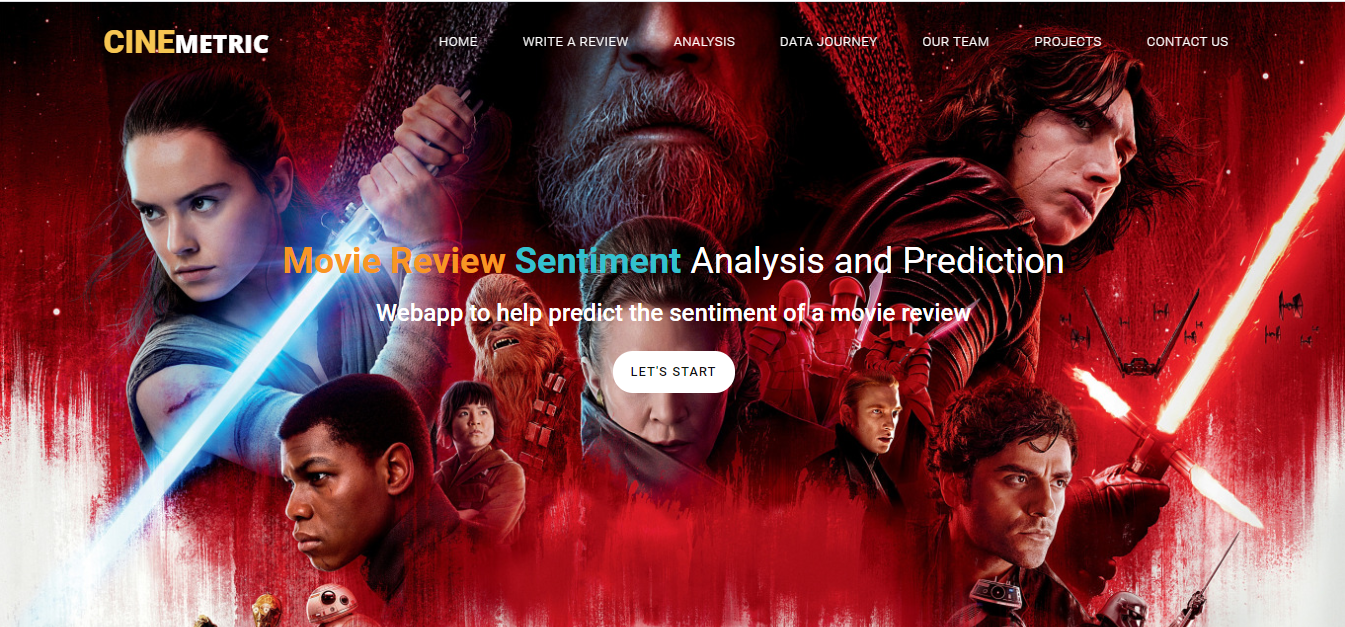 CINEMETRIC
HOME WRITE A REVIEW ANALYSIS DATA JOURNEY OUR TEAM PROJECTS CONTACT US
Movie Review Sentiment Analysis and Prediction
Webapp to help predict the sentiment of a movie review
LET'S START